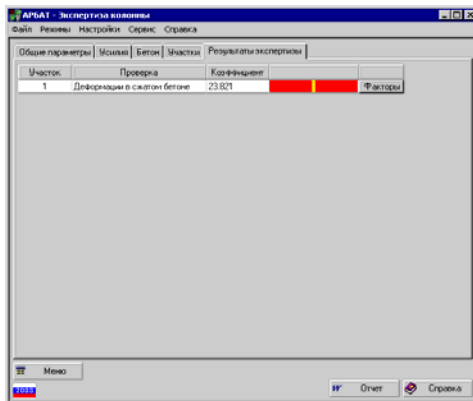 АРБАТ - Экспертиза колонны
Файл Режимы Настройки Сервис Справка
Общие параметры Усилия Бетон Участки Результаты экспертизы
Участок Проверка Коэффициент
1 Деформации в сжатом бетоне 23.821 Факторы
Меню
Отчет Справка